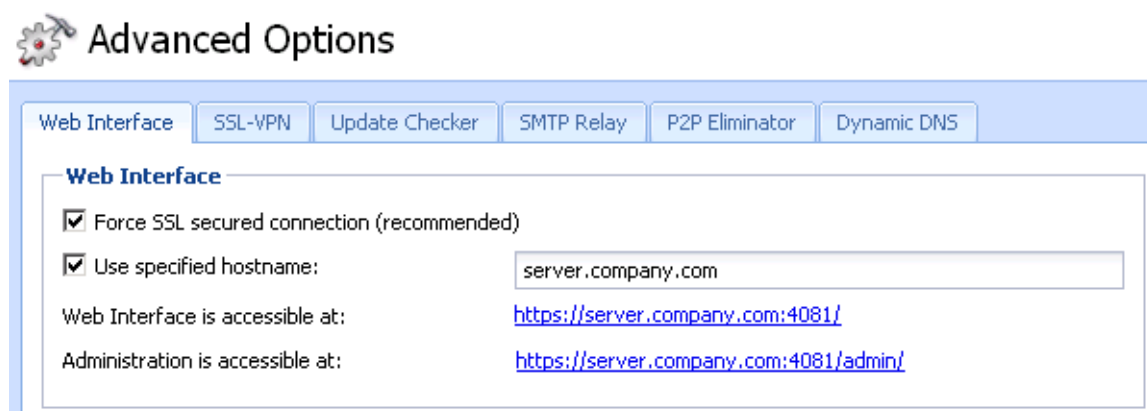 Advanced Options
Web Interface SSL-VPN Update Checker SMTP Relay P2P Eliminator Dynamic DNS
Web Interface
Force SSL secured connection (recommended)
Use specified hostname: server.company.com
Web Interface is accessible at: https://server.company.com:4081/
Administration is accessible at: https://server.company.com:4081/admin/